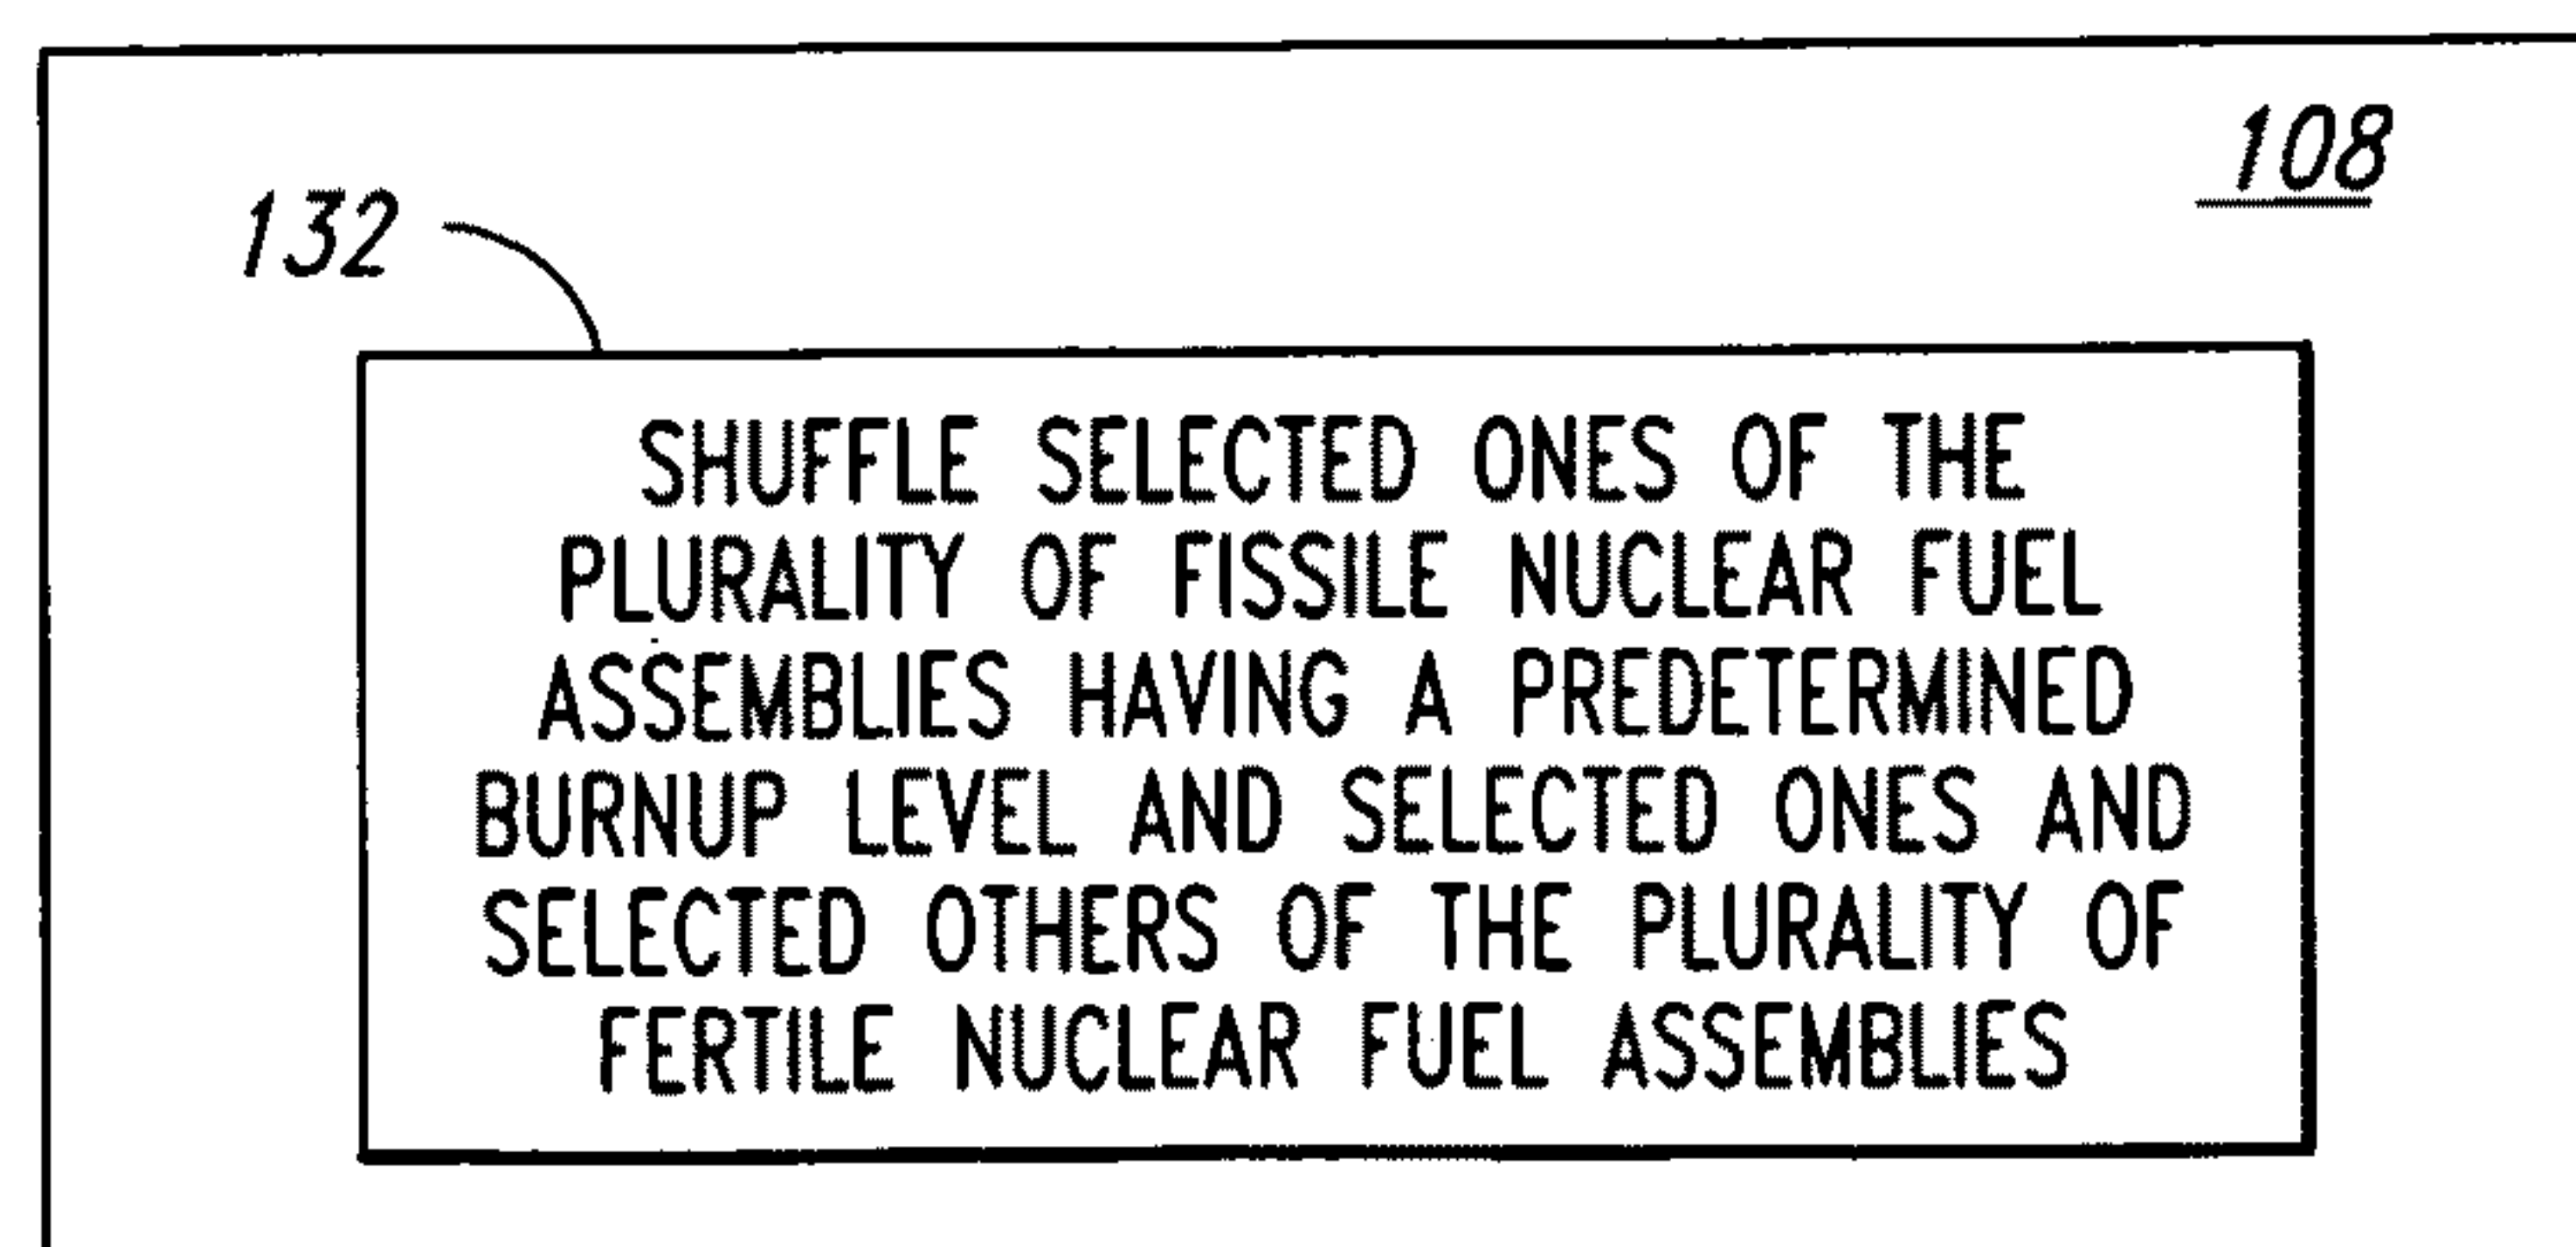 108
132
SHUFFLE SELECTED ONES OF THE
PLURALITY OF FISSILE NUCLEAR FUEL
ASSEMBLIES HAVING A PREDETERMINED
BURNUP LEVEL AND SELECTED ONES AND
SELECTED OTHERS OF THE PLURALITY OF
FERTILE NUCLEAR FUEL ASSEMBLIES